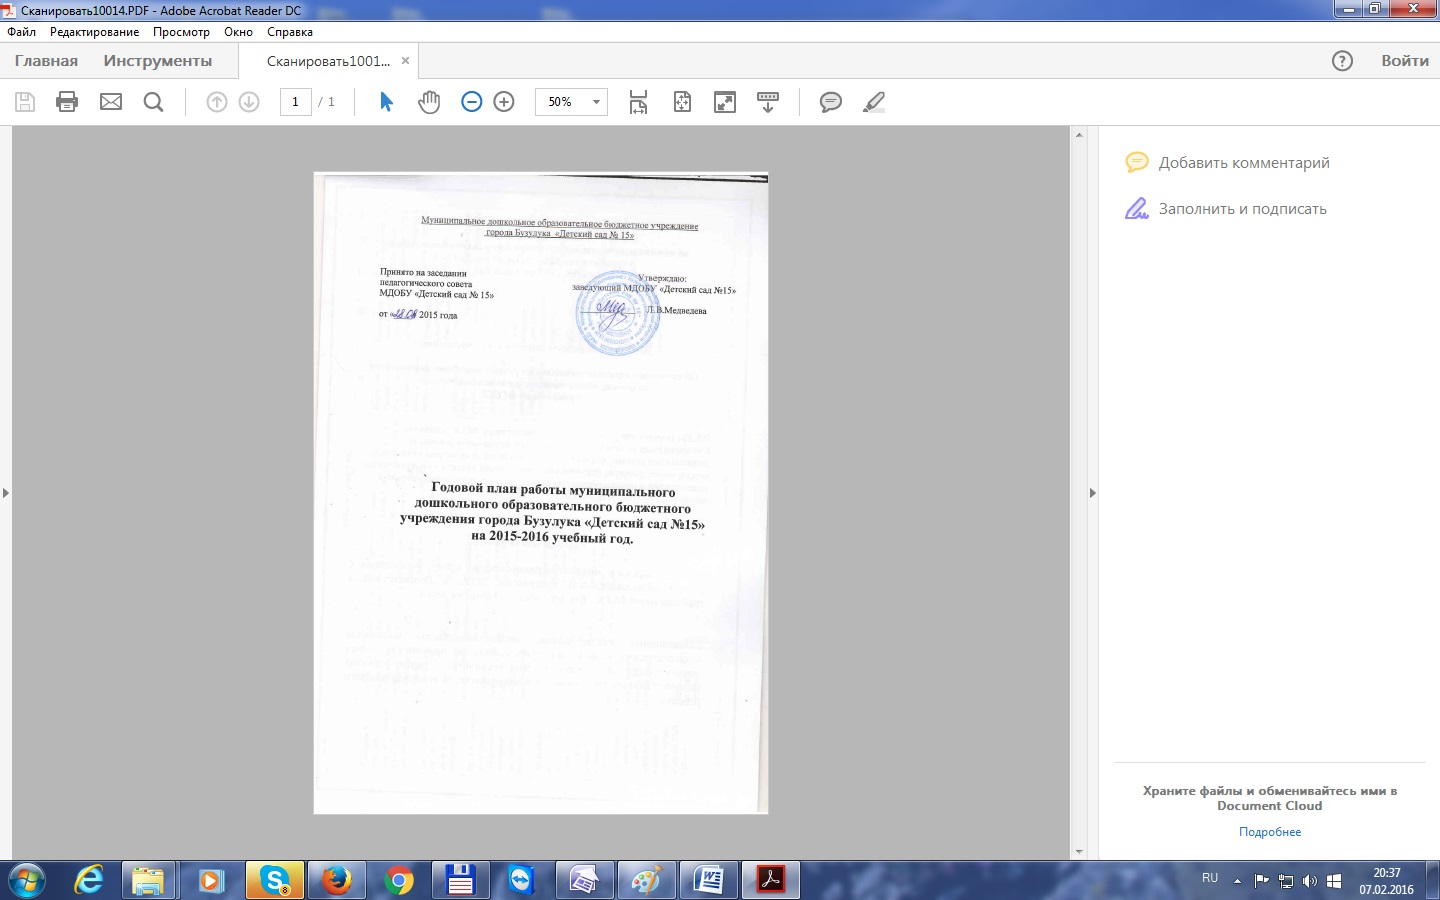 Сканировать10014.PDF - Adobe Acrobat Reader DC
Файл Редактирование Просмотр Окно Справка
Главная Инструменты Сканировать1001... × Войти
1 / 1 50%
Добавить комментарий
Заполнить и подписать
Муниципальное дошкольное образовательное бюджетное учреждение
города Бузулука «Детский сад № 15»
Принято на заседании
педагогического совета
МДОБУ «Детский сад № 15»
от «28.08 2015 года
Утверждаю:
заведующий МДОБУ «Детский сад №15»
Л.В.Медведева
Годовой план работы муниципального
дошкольного образовательного бюджетного
учреждения города Бузулука «Детский сад №15»
на 2015-2016 учебный год.
Храните файлы и обменивайтесь ими в
Document Cloud
Подробнее
RU
20:37
07.02.2016